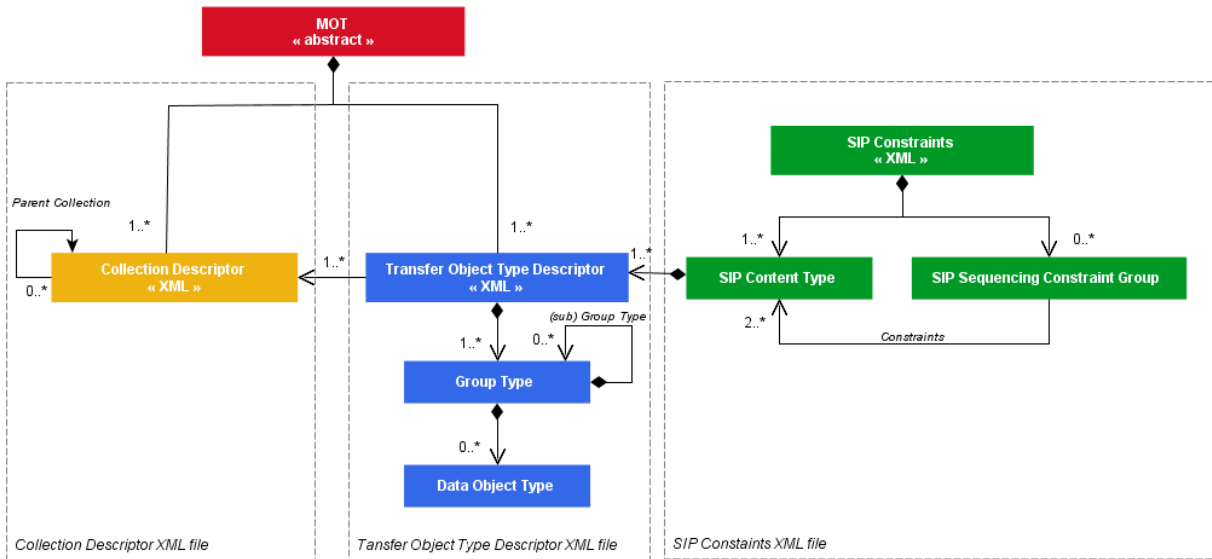 MOT
« abstract »
SIP Constraints
« XML »
Parent Collection
1..*
1..*
1..*
0..*
1..*
1..*
Collection Descriptor
« XML »
0..*
Transfer Object Type Descriptor
« XML »
SIP Content Type
SIP Sequencing Constraint Group
(sub) Group Type
1..*
0..*
2..*
Constraints
Group Type
0..*
Data Object Type
Collection Descriptor XML file
Tansfer Object Type Descriptor XML file
SIP Constaints XML file